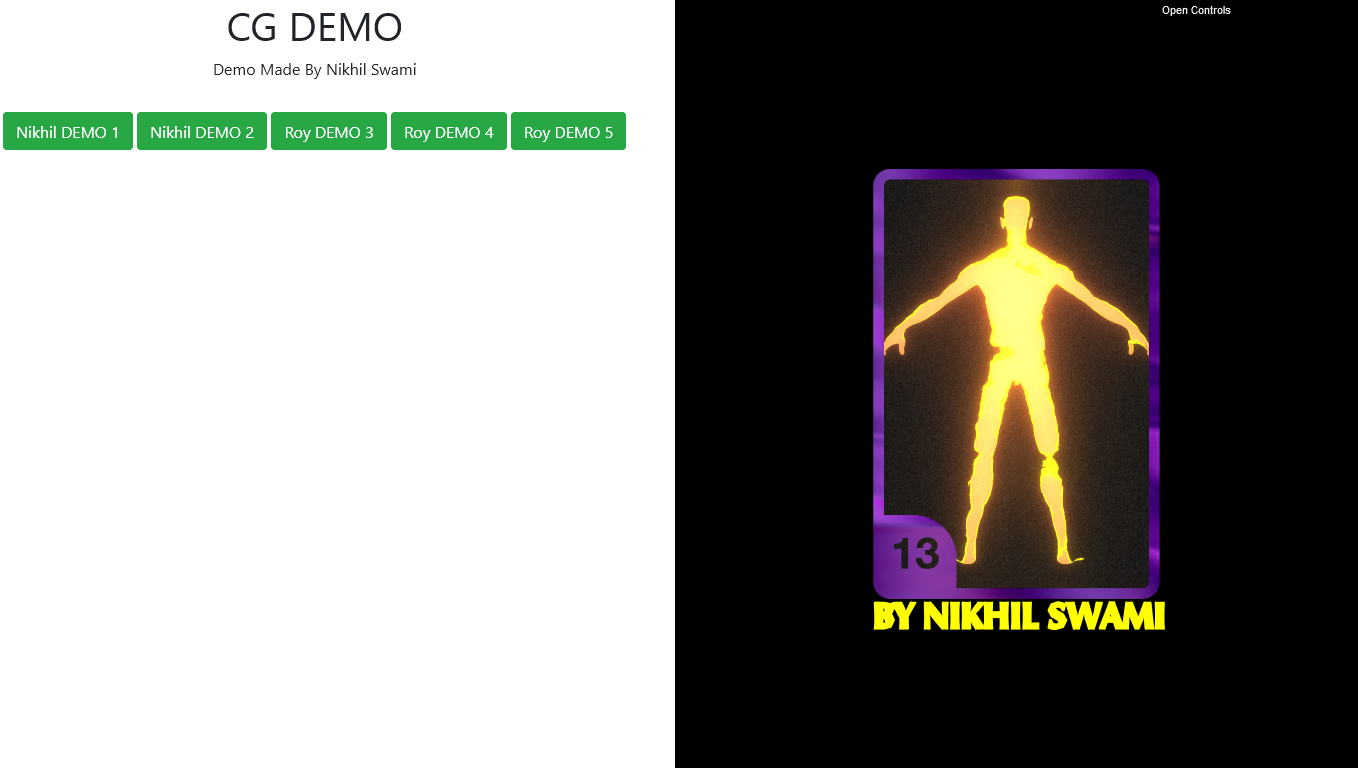 CG DEMO
Demo Made By Nikhil Swami
Nikhil DEMO 1 Nikhil DEMO 2 Roy DEMO 3 Roy DEMO 4 Roy DEMO 5
Open Controls
13
BY NIKHIL SWAMI